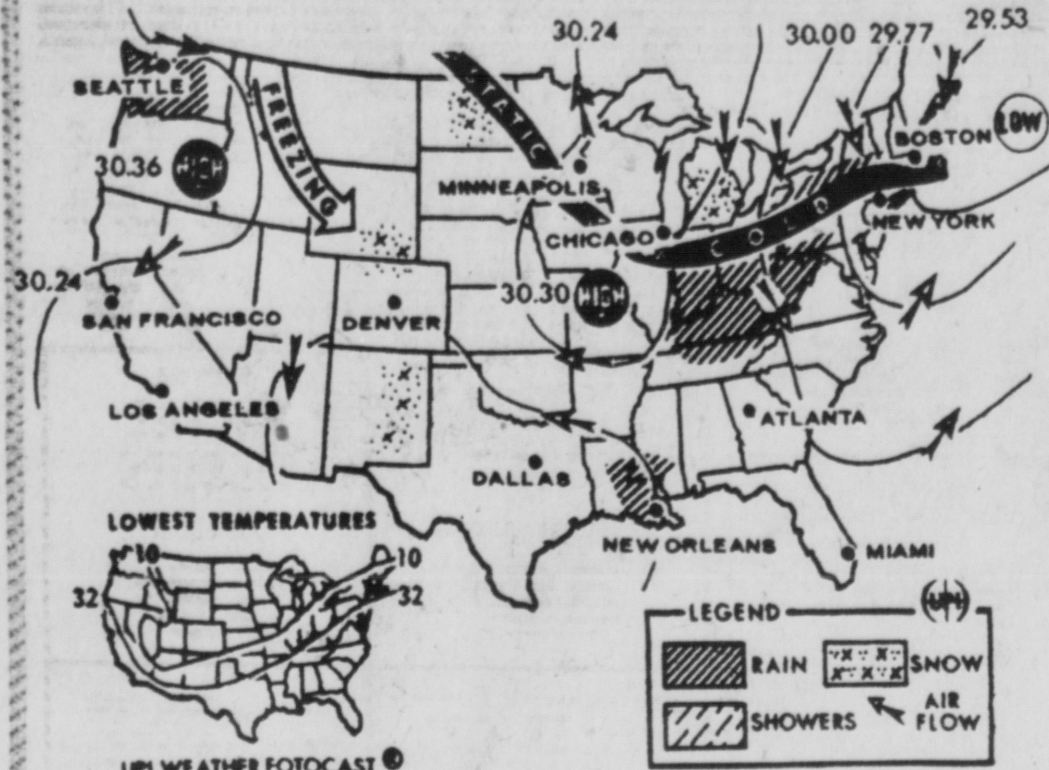 30.24
30.00
29.77
29.53
SEATTLE
FREEZING
STATIC
BOSTON
LOW
30.36
HIGH
MINNEAPOLIS
NEW YORK
CHICAGO
COLD
30.24
30.30
HIGH
SAN FRANCISCO
DENVER
LOS ANGELES
ATLANTA
DALLAS
LOWEST TEMPERATURES
NEW ORLEANS
MIAMI
10
10
32
32
LEGEND
UPI
RAIN
SNOW
SHOWERS
AIR
FLOW
UPI WEATHER FOTOCAST